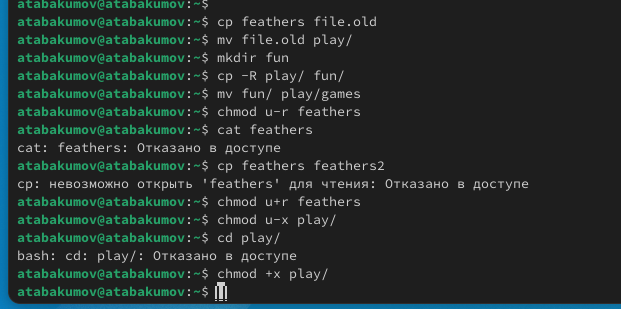 atabakumov@atabakumov:~$
atabakumov@atabakumov:~$ cp feathers file.old
atabakumov@atabakumov:~$ mv file.old play/
atabakumov@atabakumov:~$ mkdir fun
atabakumov@atabakumov:~$ cp -R play/ fun/
atabakumov@atabakumov:~$ mv fun/ play/games
atabakumov@atabakumov:~$ chmod u-r feathers
atabakumov@atabakumov:~$ cat feathers
cat: feathers: Отказано в доступе
atabakumov@atabakumov:~$ cp feathers feathers2
cp: невозможно открыть 'feathers' для чтения: Отказано в доступе
atabakumov@atabakumov:~$ chmod u+r feathers
atabakumov@atabakumov:~$ chmod u-x play/
atabakumov@atabakumov:~$ cd play/
bash: cd: play/: Отказано в доступе
atabakumov@atabakumov:~$ chmod +x play/
atabakumov@atabakumov:~$